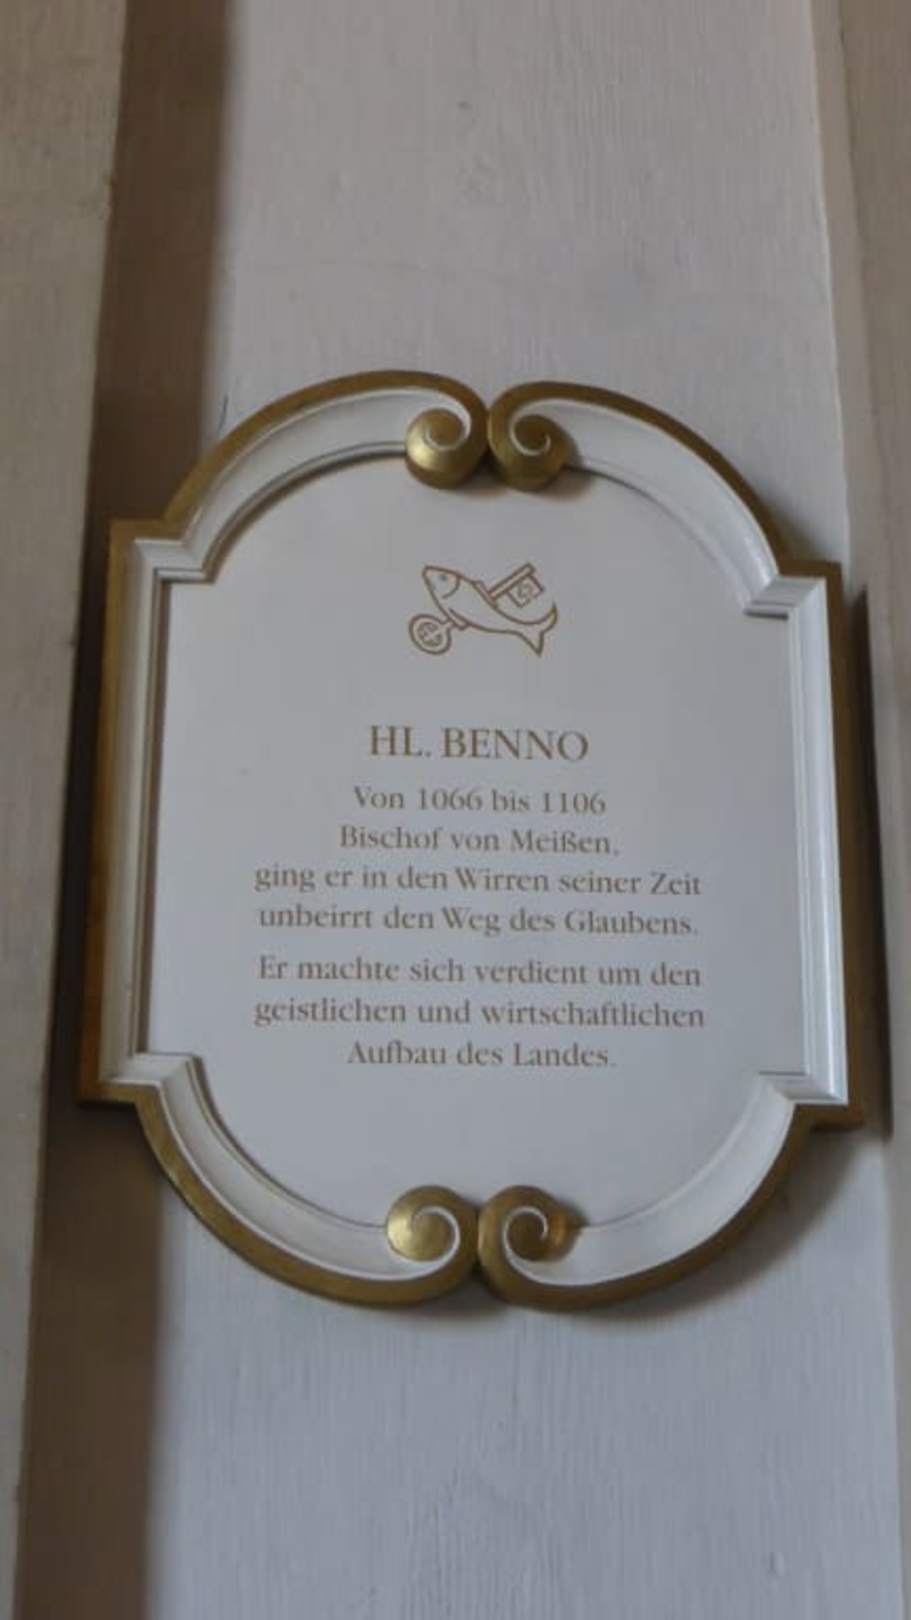 HL. BENNO
Von 1066 bis 1106
Bischof von Meißen,
ging er in den Wirren seiner Zeit
unbeirrt den Weg des Glaubens.
Er machte sich verdient um den
geistlichen und wirtschaftlichen
Aufbau des Landes.